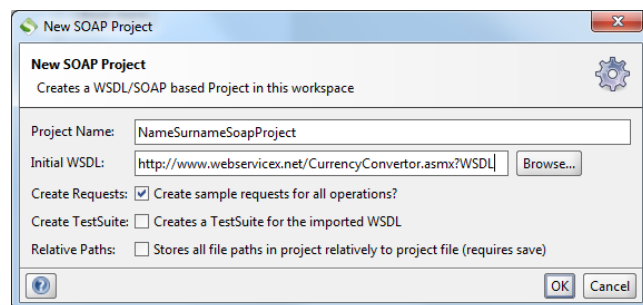 New SOAP Project
New SOAP Project
Creates a WSDL/SOAP based Project in this workspace
Project Name: NameSurnameSoapProject
Initial WSDL: http://www.webservicex.net/CurrencyConvertor.asmx?WSDL Browse...
Create Requests: Create sample requests for all operations?
Create TestSuite: Creates a TestSuite for the imported WSDL
Relative Paths: Stores all file paths in project relatively to project file (requires save)
? OK Cancel